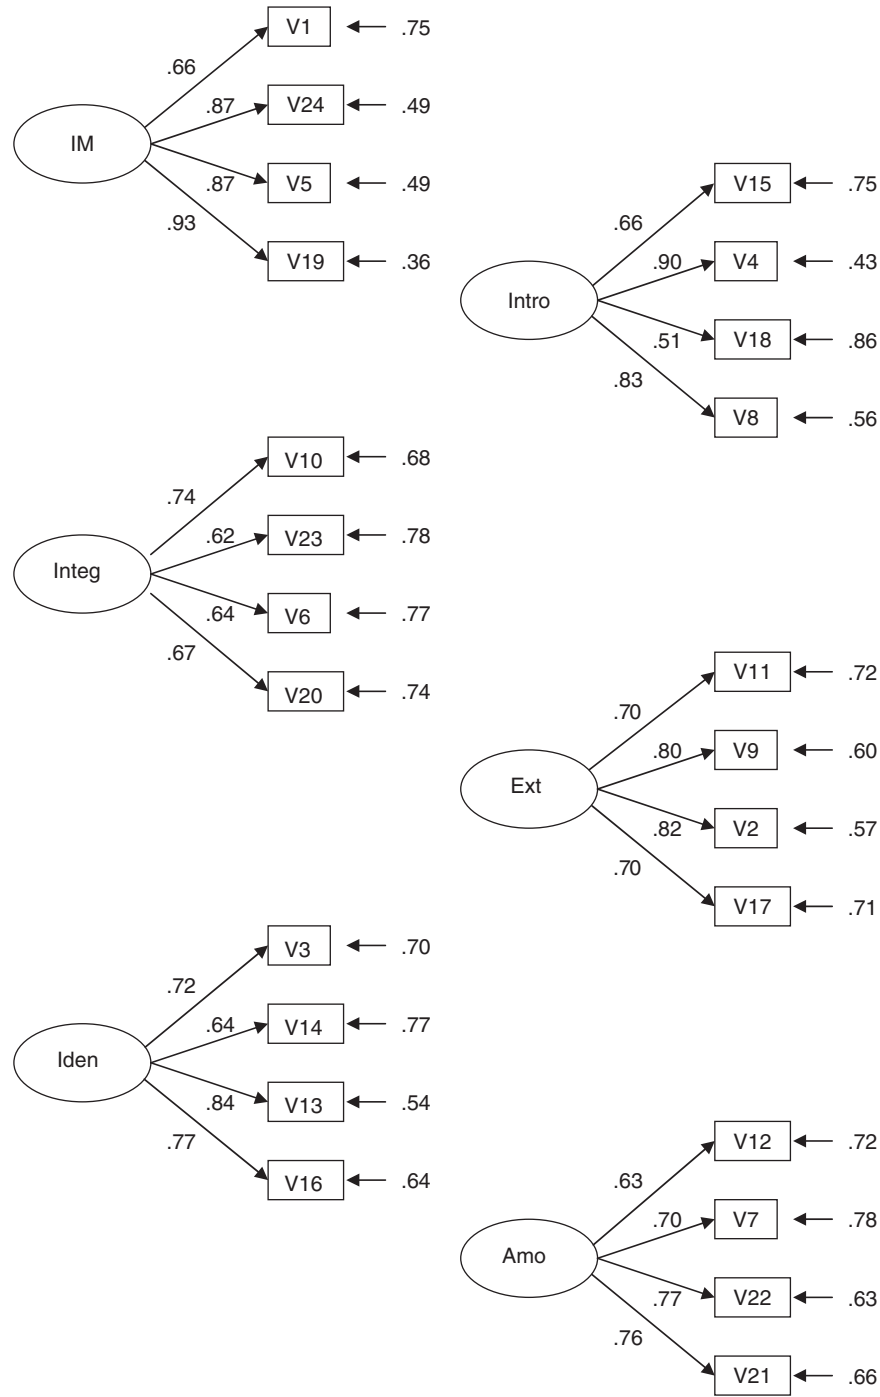 V1
.75
.66
.87
V24
.49
IM
.87
V5
.49
.93
V19
.36
V15
.75
.66
.90
V4
.43
Intro
.51
V18
.86
.83
V8
.56
V10
.68
.74
.62
V23
.78
Integ
.64
V6
.77
.67
V20
.74
V11
.72
.70
.80
V9
.60
Ext
.82
V2
.57
.70
V17
.71
V3
.70
.72
.64
V14
.77
Iden
.84
V13
.54
.77
V16
.64
V12
.72
.63
.70
V7
.78
Amo
.77
V22
.63
.76
V21
.66